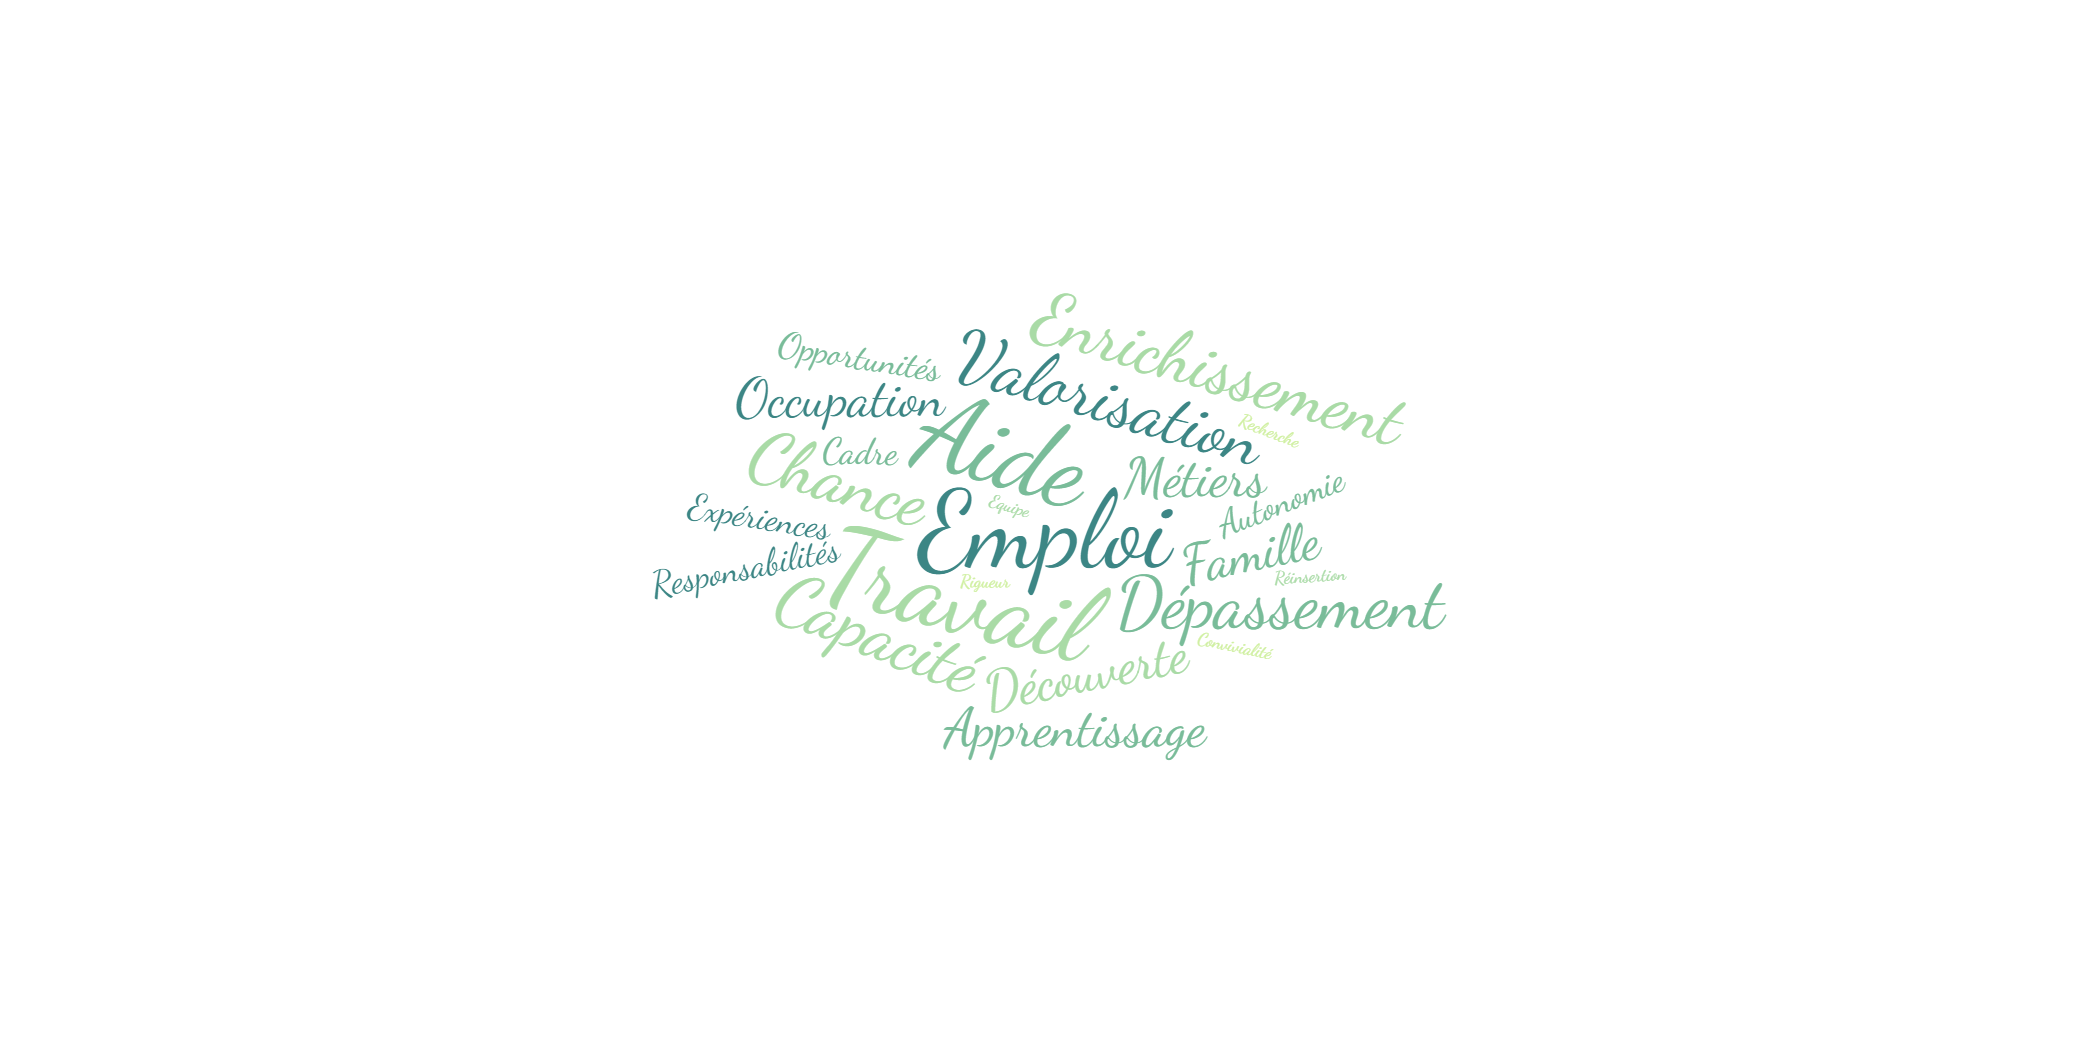 Enrichissement
Opportunités
Valorisation
Occupation
Aide
Recherche
Chance
Cadre
Métiers
Autonomie
Expériences
Equipe
Emploi
Famille
Responsabilités
Travail
Rigueur
Réinsertion
Capacité
Dépassement
Convivialité
Découverte
Apprentissage